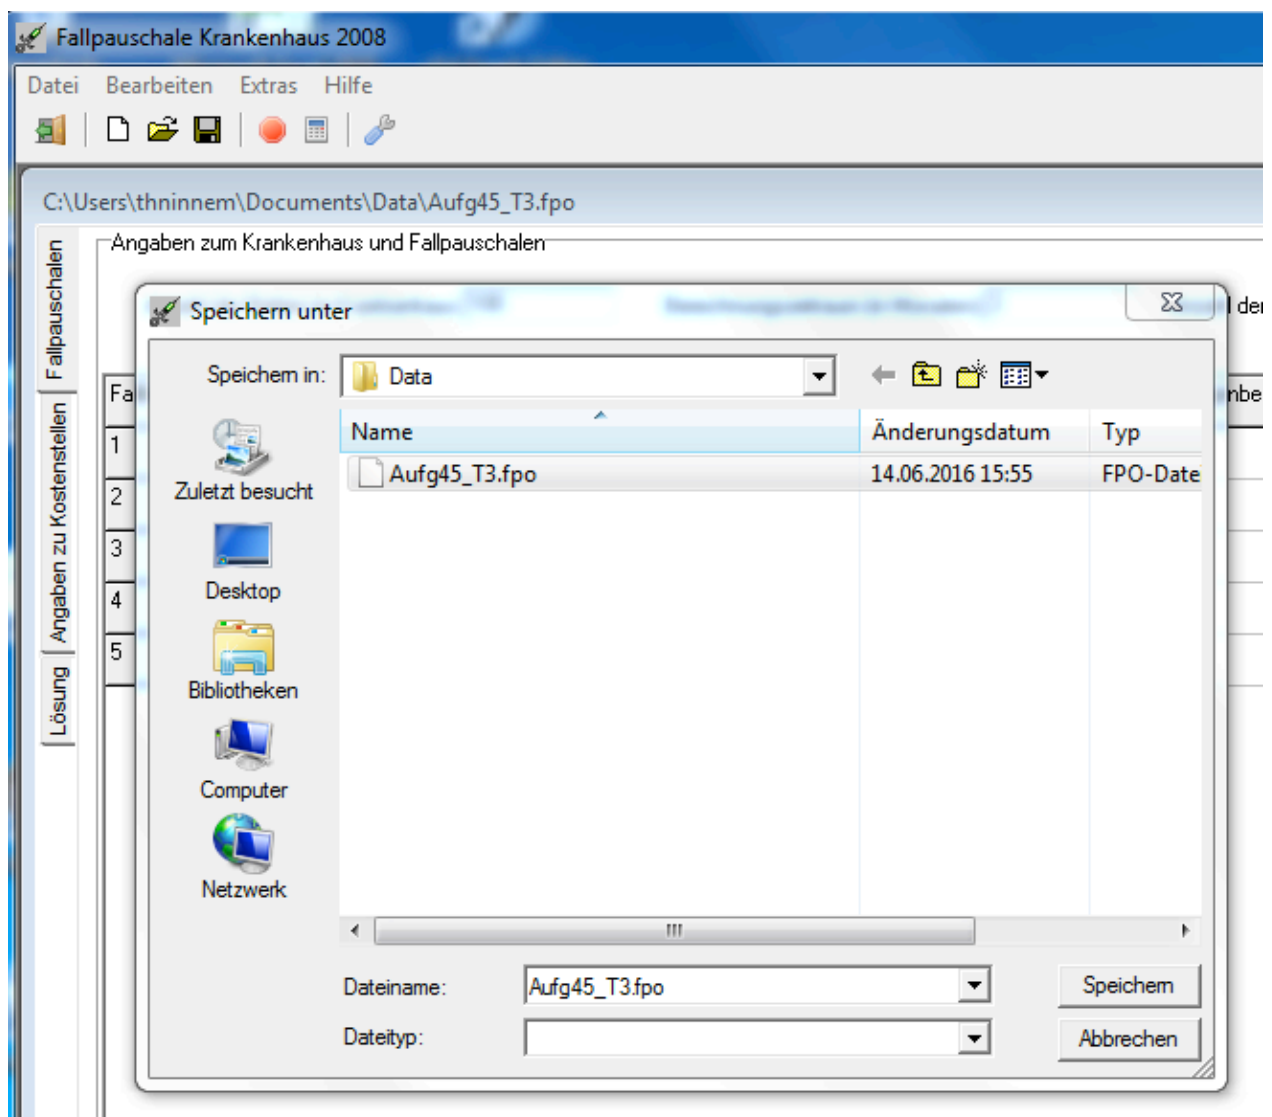 Fallpauschale Krankenhaus 2008
Datei Bearbeiten Extras Hilfe
C:\Users\thninnem\Documents\Data\Aufg45_T3.fpo
Fallpauschalen
Angaben zu Kostenstellen
Lösung
Angaben zum Krankenhaus und Fallpauschalen
Speichern unter
der
Speichern in: Data
Fa
nbe
Name Änderungsdatum Typ
1
Aufg45_T3.fpo 14.06.2016 15:55 FPO-Date
Zuletzt besucht
2
3
Desktop
4
5
Bibliotheken
Computer
Netzwerk
Dateiname: Aufg45_T3.fpo Speichern
Dateityp: Abbrechen